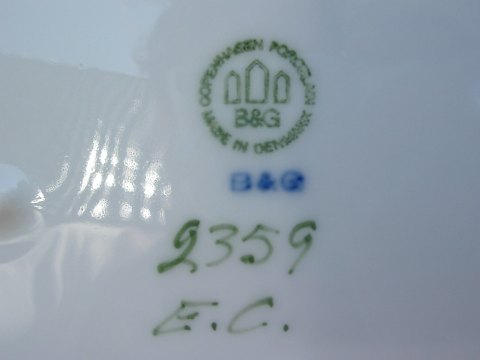 COPENHAGEN PORCELAIN
B&G
MADE IN DENMARK
B&G
2359
E.C.